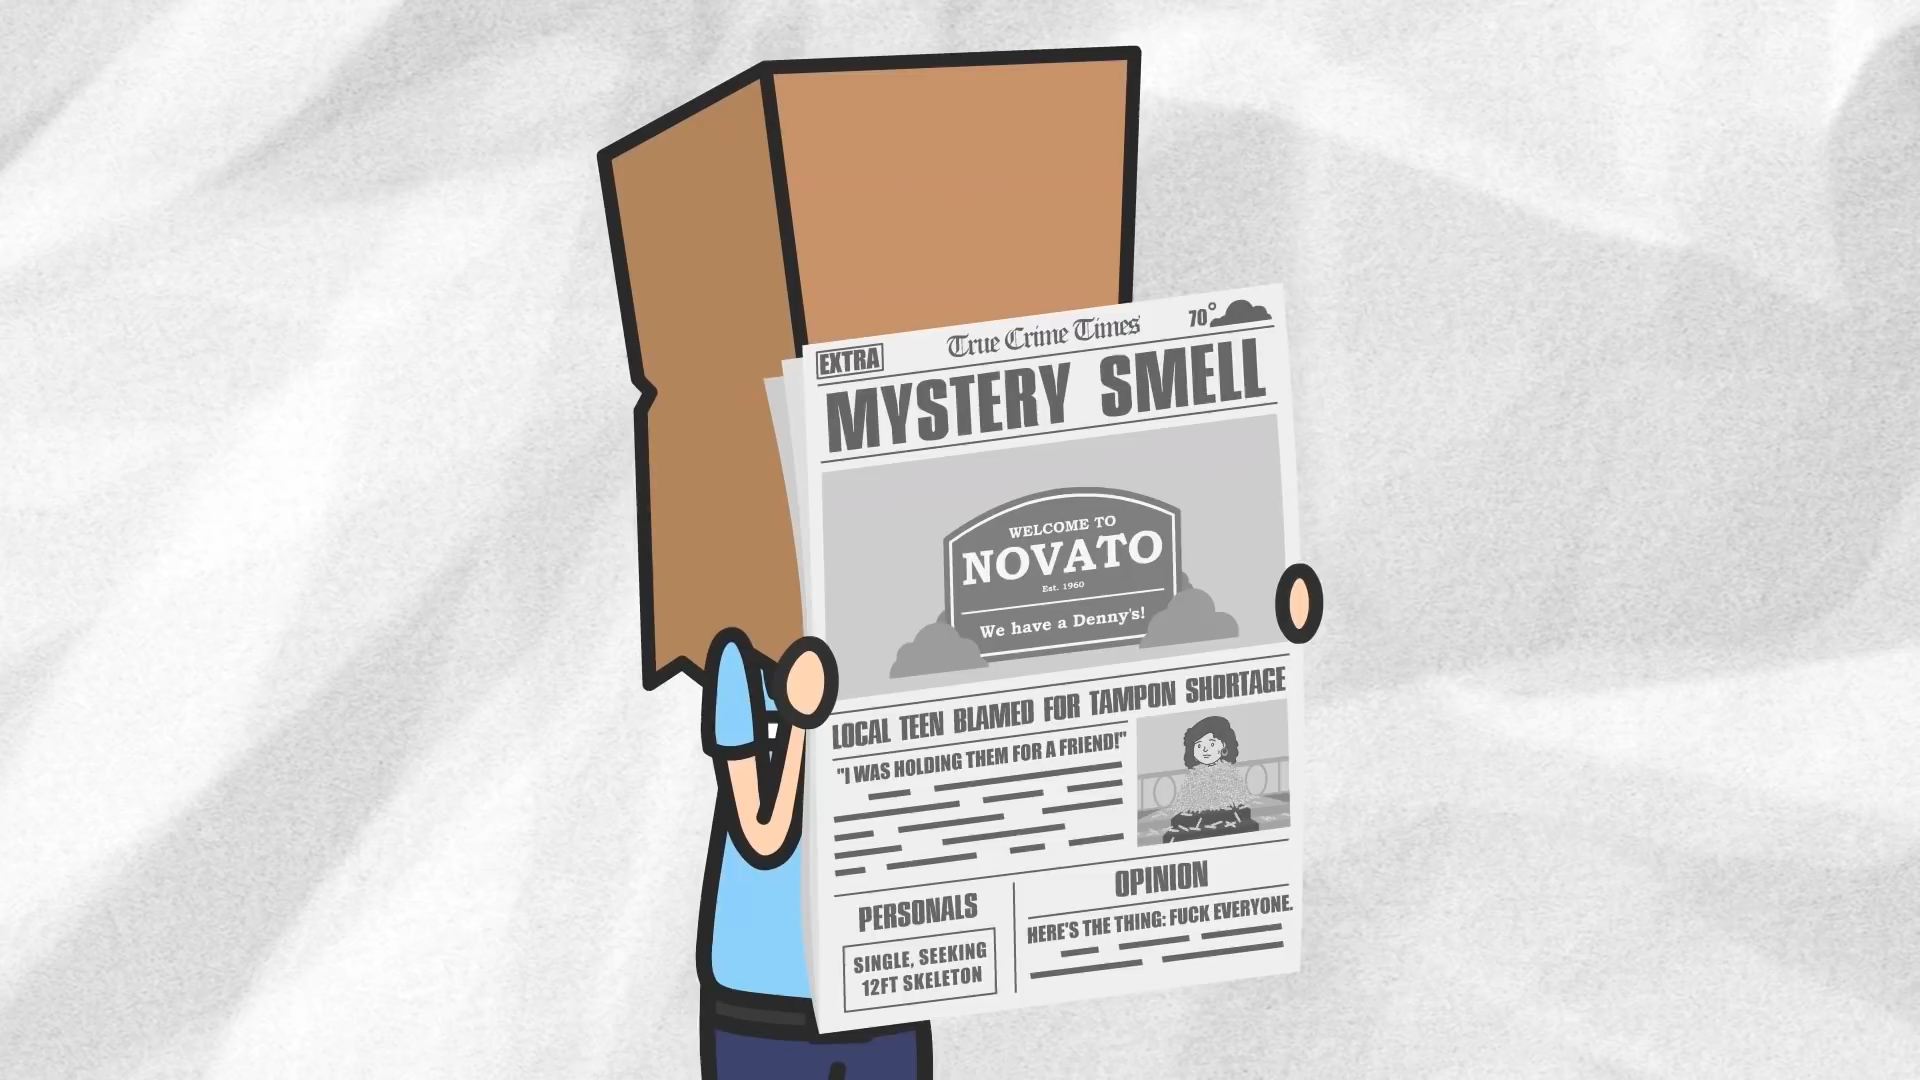 EXTRA
True Crime Times
70°
MYSTERY SMELL
WELCOME TO
NOVATO
Est. 1960
We have a Denny's!
LOCAL TEEN BLAMED FOR TAMPON SHORTAGE
"I WAS HOLDING THEM FOR A FRIEND!"
PERSONALS
SINGLE, SEEKING
12FT SKELETON
OPINION
HERE'S THE THING: FUCK EVERYONE.